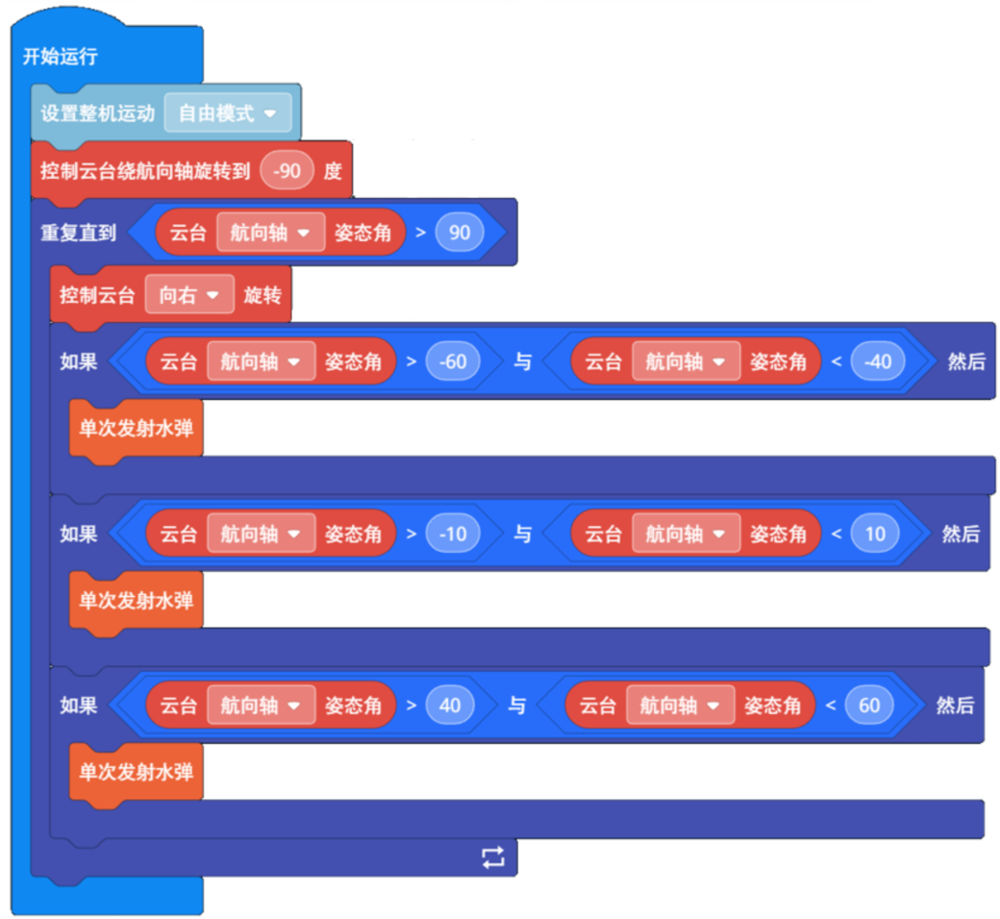 开始运行
设置整机运动 自由模式
控制云台绕航向轴旋转到 -90 度
重复直到 云台 航向轴 姿态角 > 90
控制云台 向右 旋转
如果 云台 航向轴 姿态角 > -60 与 云台 航向轴 姿态角 < -40 然后
单次发射水弹
如果 云台 航向轴 姿态角 > -10 与 云台 航向轴 姿态角 < 10 然后
单次发射水弹
如果 云台 航向轴 姿态角 > 40 与 云台 航向轴 姿态角 < 60 然后
单次发射水弹